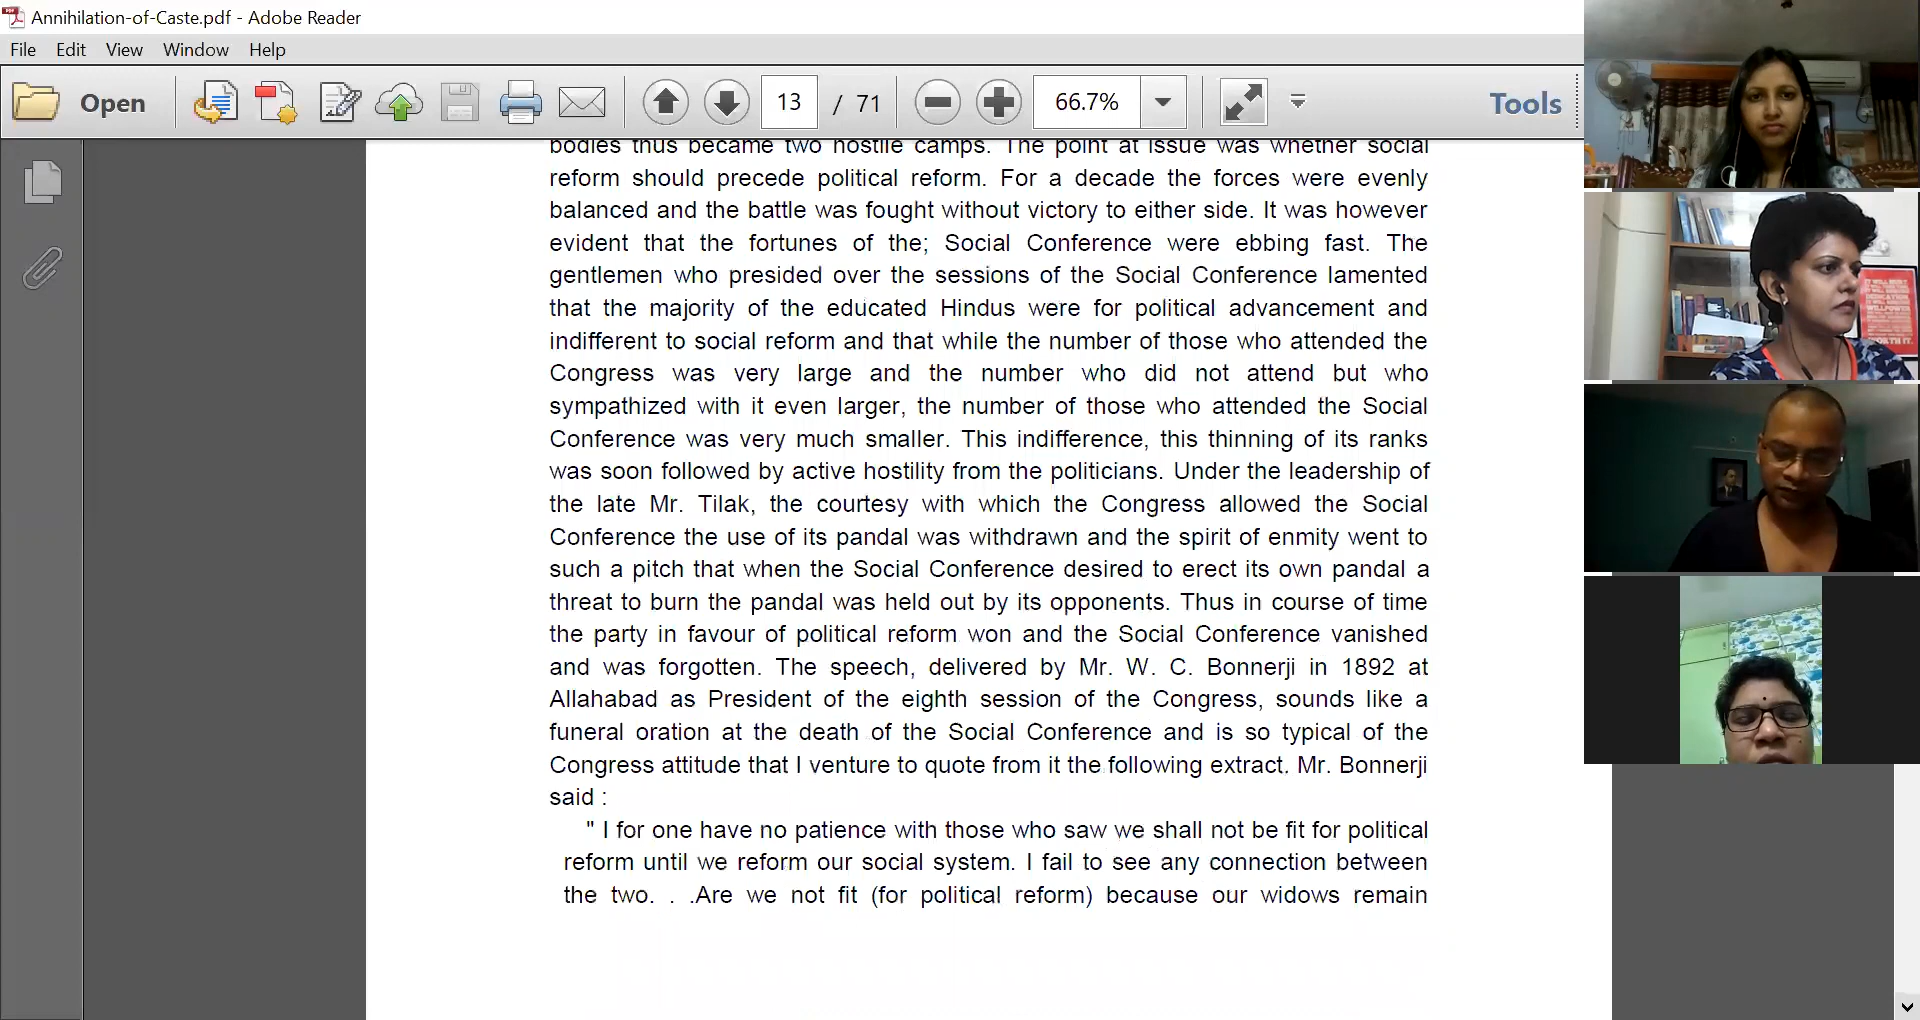 Annihilation-of-Caste.pdf - Adobe Reader
File Edit View Window Help
Open 13 / 71 66.7% Tools
bodies thus became two hostile camps. The point at issue was whether social
reform should precede political reform. For a decade the forces were evenly
balanced and the battle was fought without victory to either side. It was however
evident that the fortunes of the; Social Conference were ebbing fast. The
gentlemen who presided over the sessions of the Social Conference lamented
that the majority of the educated Hindus were for political advancement and
indifferent to social reform and that while the number of those who attended the
Congress was very large and the number who did not attend but who
sympathized with it even larger, the number of those who attended the Social
Conference was very much smaller. This indifference, this thinning of its ranks
was soon followed by active hostility from the politicians. Under the leadership of
the late Mr. Tilak, the courtesy with which the Congress allowed the Social
Conference the use of its pandal was withdrawn and the spirit of enmity went to
such a pitch that when the Social Conference desired to erect its own pandal a
threat to burn the pandal was held out by its opponents. Thus in course of time
the party in favour of political reform won and the Social Conference vanished
and was forgotten. The speech, delivered by Mr. W. C. Bonnerji in 1892 at
Allahabad as President of the eighth session of the Congress, sounds like a
funeral oration at the death of the Social Conference and is so typical of the
Congress attitude that I venture to quote from it the following extract. Mr. Bonnerji
said :
" I for one have no patience with those who saw we shall not be fit for political
reform until we reform our social system. I fail to see any connection between
the two. . .Are we not fit (for political reform) because our widows remain